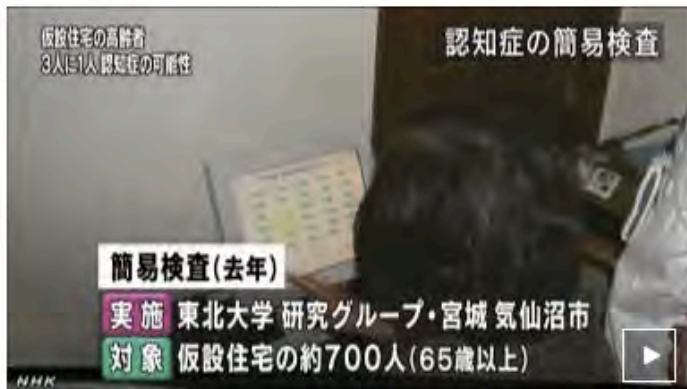 仮設住宅の高齢者
3人に1人 認知症の可能性
認知症の簡易検査
簡易検査(去年)
実施 東北大学 研究グループ・宮城 気仙沼市
対象 仮設住宅の約700人(65歳以上)
NHK